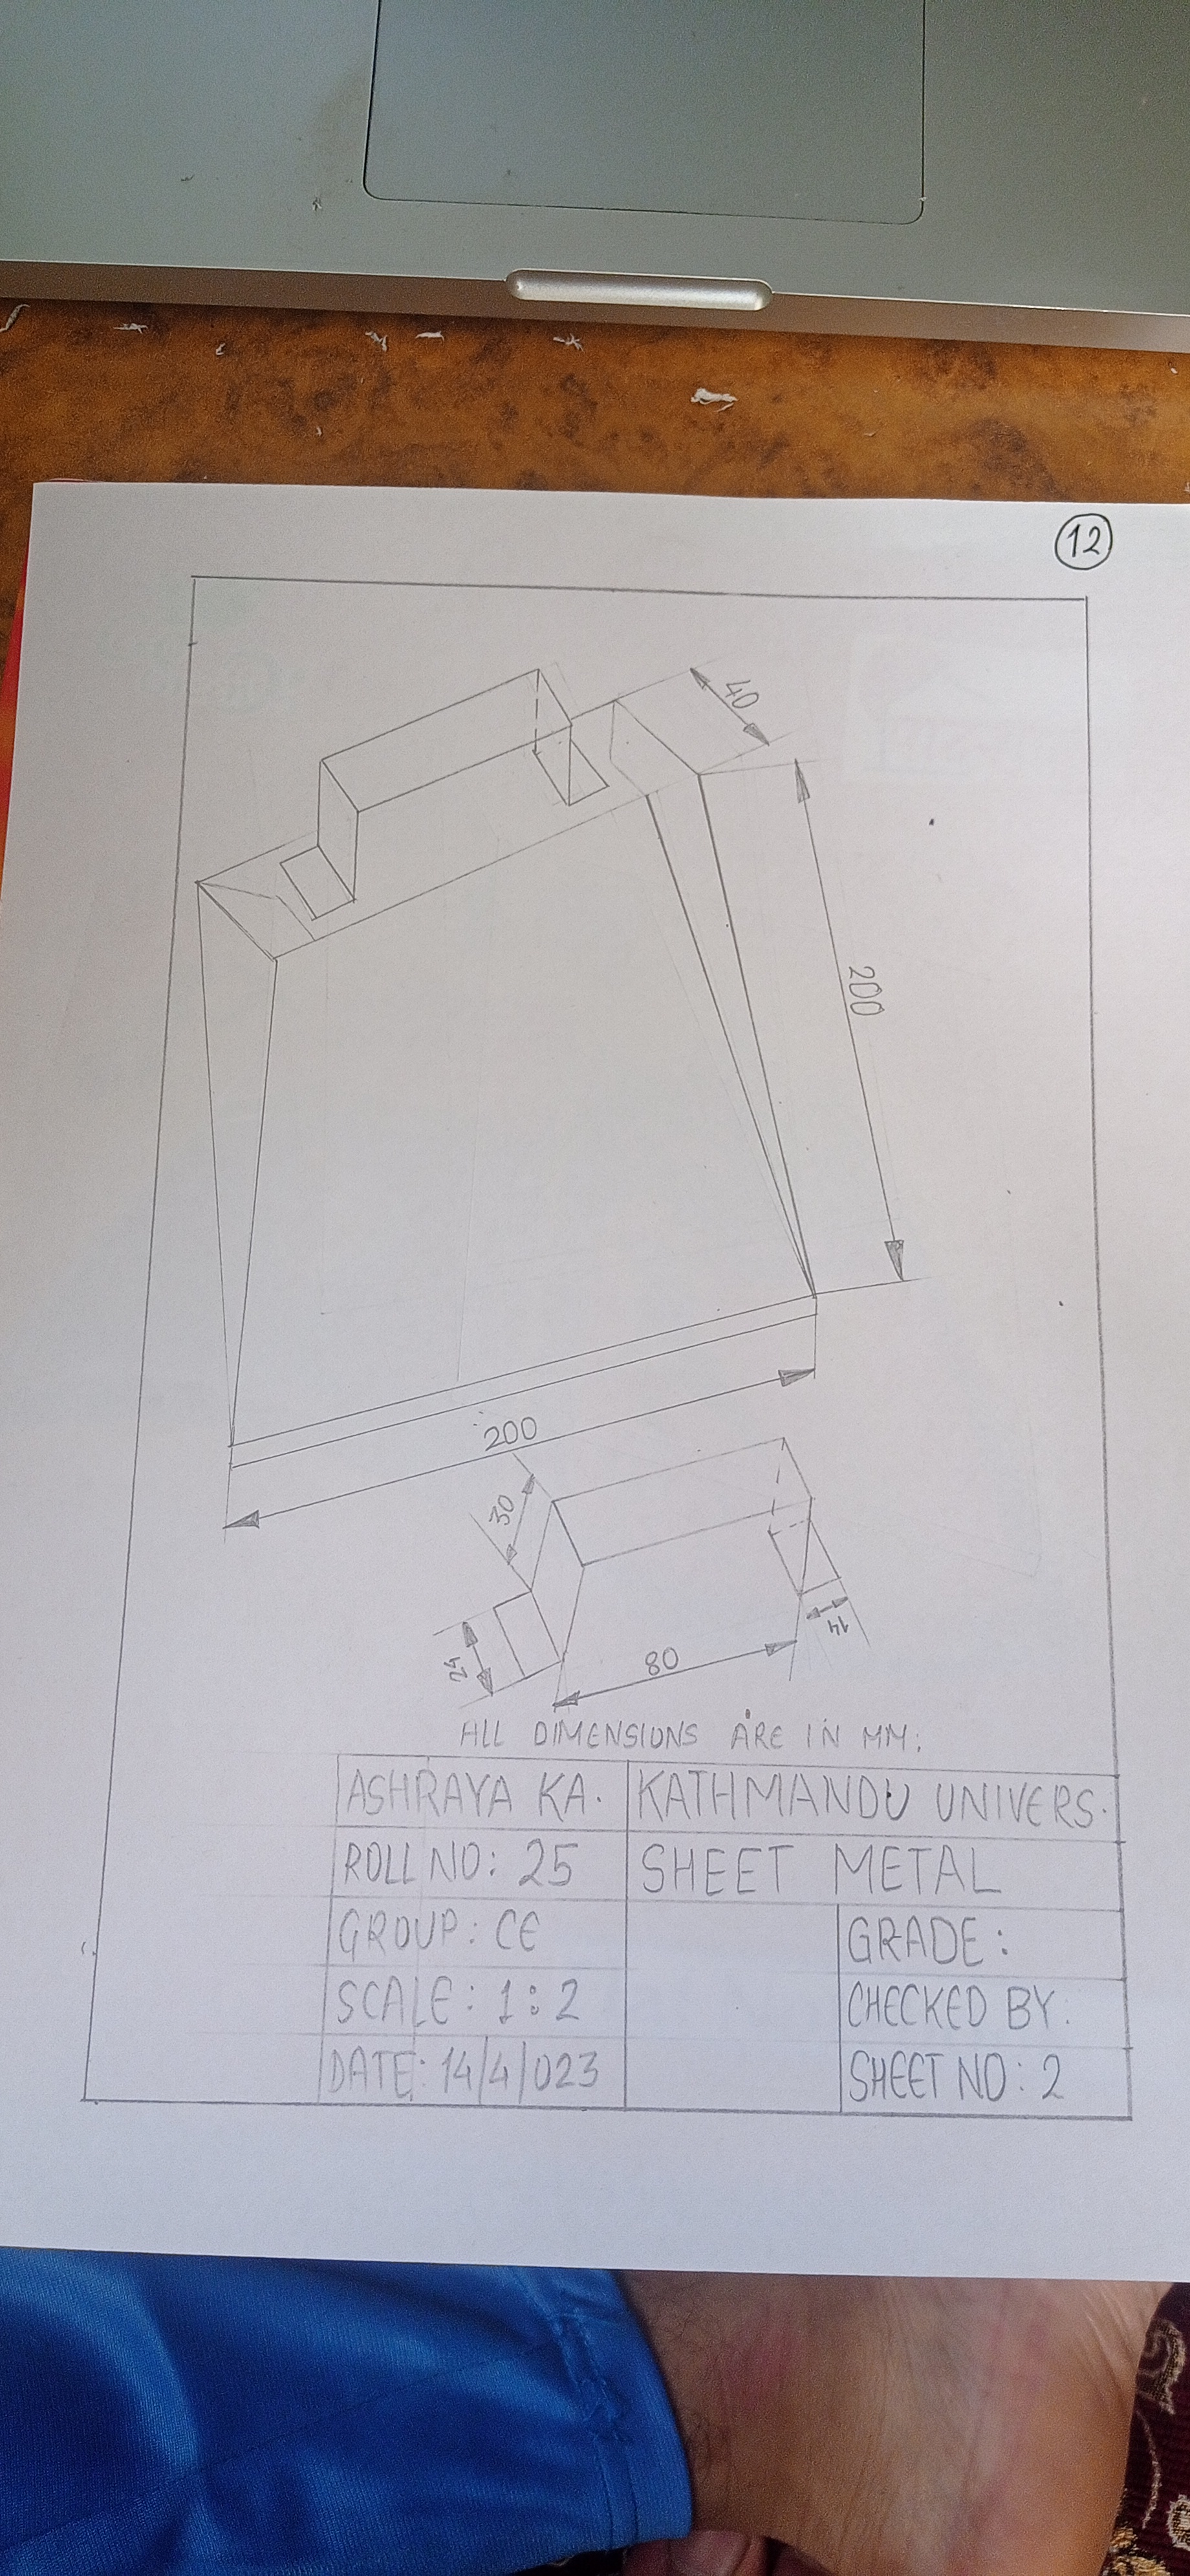 12
40
200
200
30
24
80
14
ALL DIMENSIONS ARE IN MM.
ASHRAYA KA. KATHMANDU UNIVERS.
ROLL NO: 25 SHEET METAL
GROUP: CE GRADE:
SCALE: 1:2 CHECKED BY.
DATE: 14/4/023 SHEET NO: 2